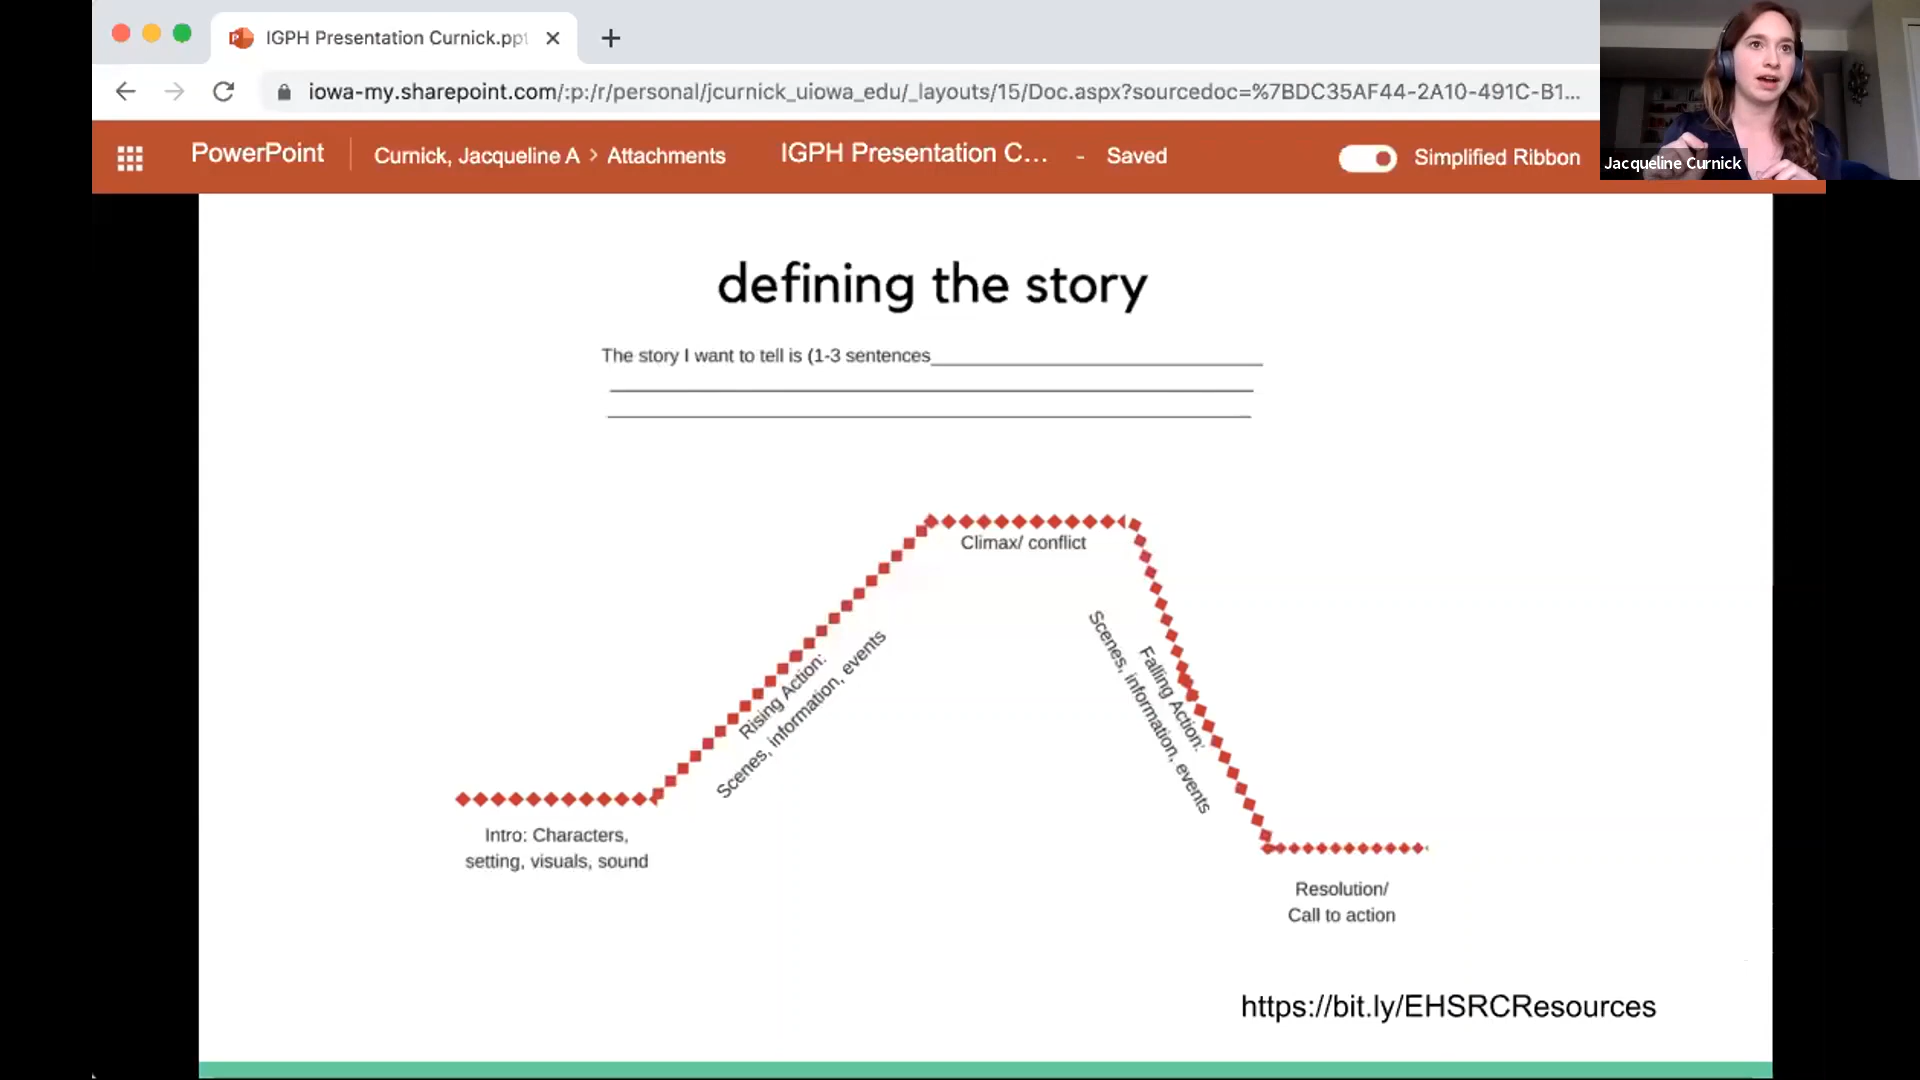 IGPH Presentation Curnick.ppt
iowa-my.sharepoint.com/:p:/r/personal/jcurnick_uiowa_edu/_layouts/15/Doc.aspx?sourcedoc=%7BDC35AF44-2A10-491C-B1...
PowerPoint
Curnick, Jacqueline A > Attachments
IGPH Presentation C... - Saved
Simplified Ribbon
Jacqueline Curnick
defining the story
The story I want to tell is (1-3 sentences
Climax/ conflict
Rising Action:
Scenes, information, events
Falling Action:
Scenes, information, events
Intro: Characters,
setting, visuals, sound
Resolution/
Call to action
https://bit.ly/EHSRCResources